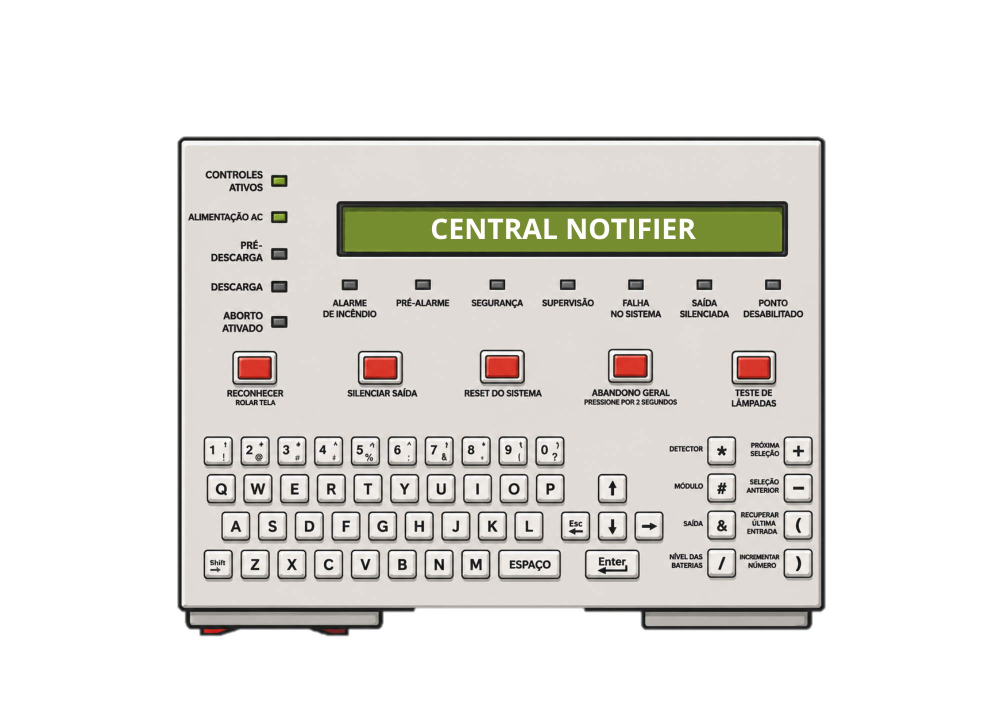 CONTROLES
ATIVOS
ALIMENTAÇÃO AC
PRÉ-
DESCARGA
DESCARGA
ABORTO
ATIVADO
CENTRAL NOTIFIER
ALARME
DE INCÊNDIO
PRÉ-ALARME
SEGURANÇA
SUPERVISÃO
FALHA
NO SISTEMA
SAÍDA
SILENCIADA
PONTO
DESABILITADO
RECONHECER
ROLAR TELA
SILENCIAR SAÍDA
RESET DO SISTEMA
ABANDONO GERAL
PRESSIONE POR 2 SEGUNDOS
TESTE DE
LÂMPADAS
1 ! 2 @ 3 # 4 5 % 6 7 & 8 9 ( 0 ?
Q W E R T Y U I O P
A S D F G H J K L
Shift Z X C V B N M ESPAÇO
↑
Esc ← ↓ →
Enter
DETECTOR *
PRÓXIMA
SELEÇÃO +
MÓDULO #
SELEÇÃO
ANTERIOR −
SAÍDA &
RECUPERAR
ÚLTIMA
ENTRADA (
NÍVEL DAS
BATERIAS /
INCREMENTAR
NÚMERO )